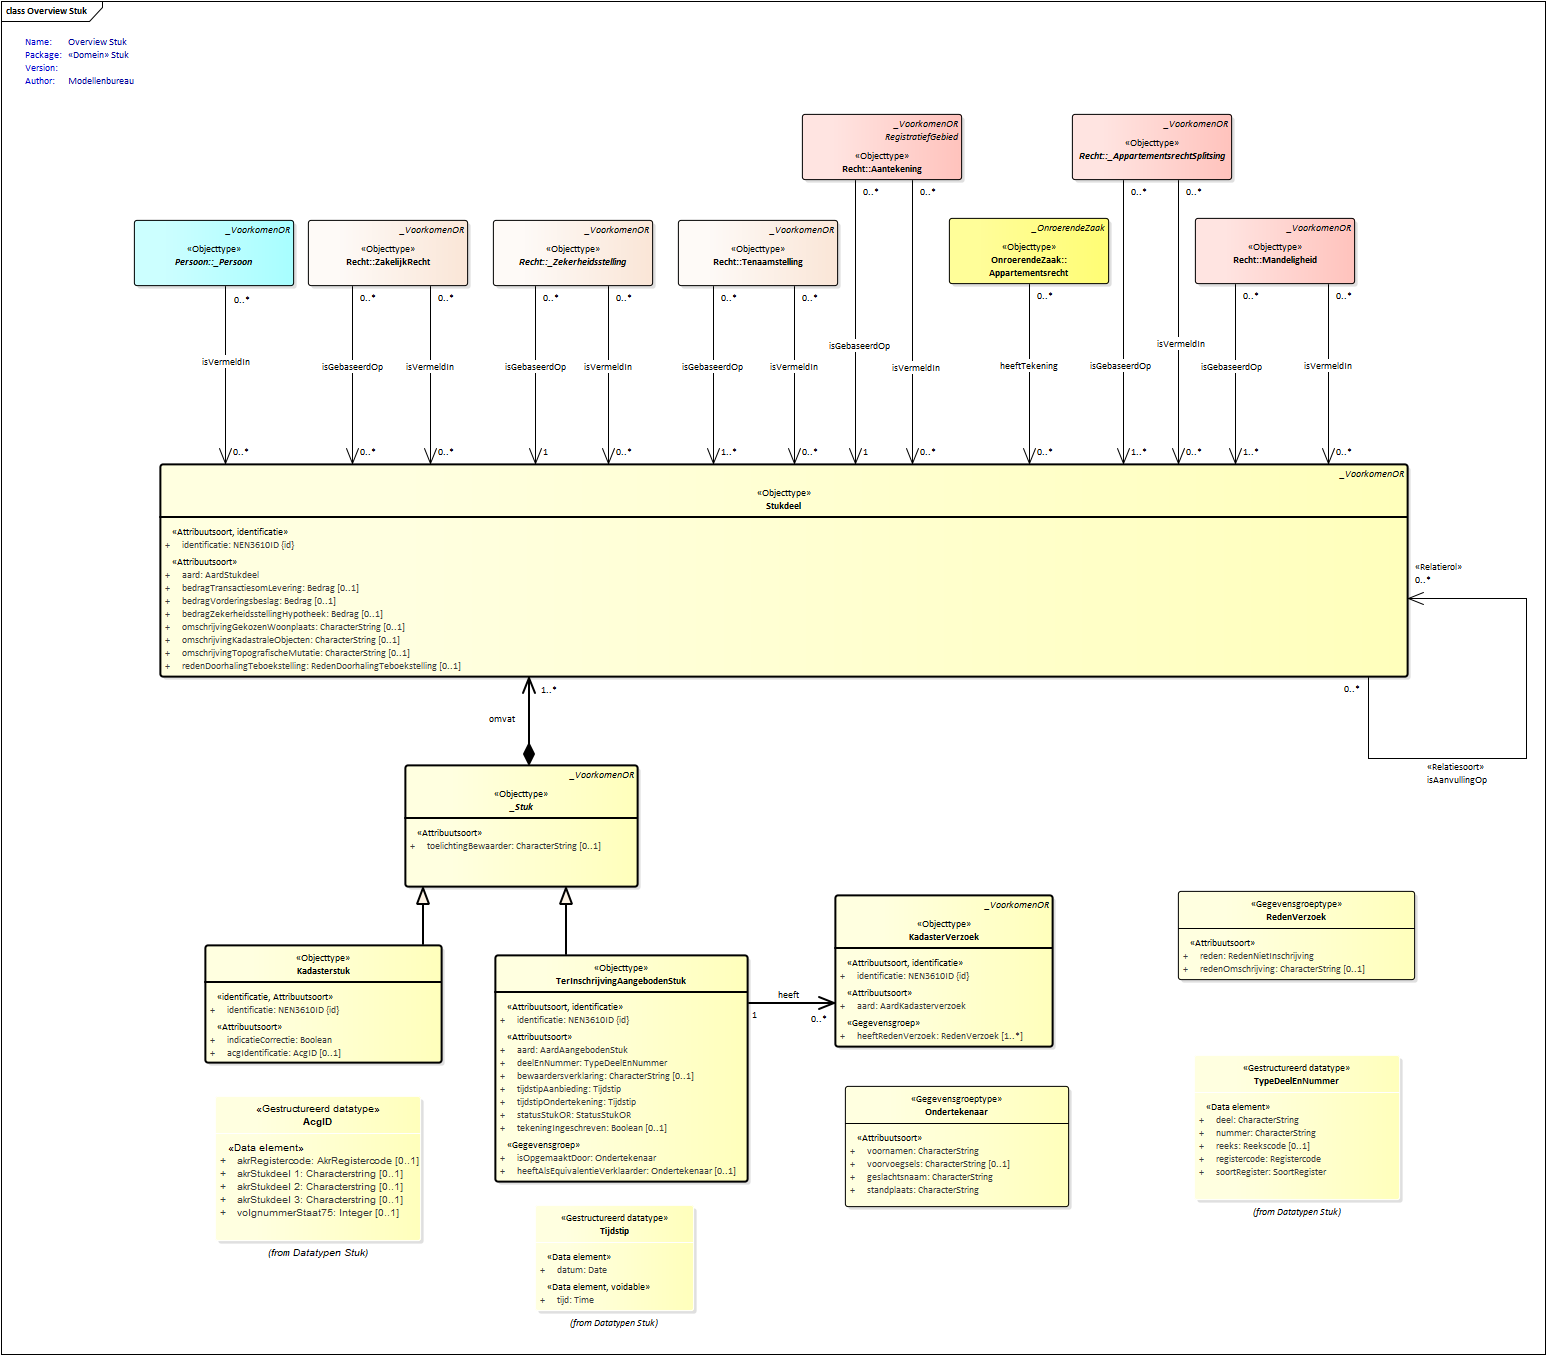 class Overview Stuk
Name: Overview Stuk
Package: «Domein» Stuk
Version:
Author: Modellenbureau
_VoorkomenOR
RegistratiefGebied
«Objecttype»
Recht::Aantekening
_VoorkomenOR
«Objecttype»
Recht::_AppartementsrechtSplitsing
0..*
0..*
0..*
0..*
_VoorkomenOR
«Objecttype»
Persoon::_Persoon
_VoorkomenOR
«Objecttype»
Recht::ZakelijkRecht
_VoorkomenOR
«Objecttype»
Recht::_Zekerheidsstelling
_VoorkomenOR
«Objecttype»
Recht::Tenaamstelling
_OnroerendeZaak
«Objecttype»
OnroerendeZaak::
Appartementsrecht
_VoorkomenOR
«Objecttype»
Recht::Mandeligheid
0..*
0..*
0..*
0..*
0..*
0..*
0..*
0..*
0..*
0..*
isVermeldIn
isGebaseerdOp
isVermeldIn
isGebaseerdOp
isVermeldIn
isGebaseerdOp
isVermeldIn
isGebaseerdOp
isVermeldIn
heeftTekening
isGebaseerdOp
isVermeldIn
isGebaseerdOp
isVermeldIn
0..*
0..*
0..*
1
0..*
1..*
0..*
1
0..*
0..*
1..*
0..*
1..*
0..*
_VoorkomenOR
«Objecttype»
Stukdeel
«Attribuutsoort, identificatie»
+ identificatie: NEN3610ID {id}
«Attribuutsoort»
+ aard: AardStukdeel
+ bedragTransactiesomLevering: Bedrag [0..1]
+ bedragVorderingsbeslag: Bedrag [0..1]
+ bedragZekerheidsstellingHypotheek: Bedrag [0..1]
+ omschrijvingGekozenWoonplaats: CharacterString [0..1]
+ omschrijvingKadastraleObjecten: CharacterString [0..1]
+ omschrijvingTopografischeMutatie: CharacterString [0..1]
+ redenDoorhalingTeboekstelling: RedenDoorhalingTeboekstelling [0..1]
«Relatierol»
0..*
0..*
«Relatiesoort»
isAanvullingOp
1..*
omvat
_VoorkomenOR
«Objecttype»
_Stuk
«Attribuutsoort»
+ toelichtingBewaarder: CharacterString [0..1]
«Objecttype»
Kadasterstuk
«identificatie, Attribuutsoort»
+ identificatie: NEN3610ID {id}
«Attribuutsoort»
+ indicatieCorrectie: Boolean
+ acgIdentificatie: AcgID [0..1]
«Objecttype»
TerInschrijvingAangebodenStuk
«Attribuutsoort, identificatie»
+ identificatie: NEN3610ID {id}
«Attribuutsoort»
+ aard: AardAangebodenStuk
+ deelEnNummer: TypeDeelEnNummer
+ bewaardersverklaring: CharacterString [0..1]
+ tijdstipAanbieding: Tijdstip
+ tijdstipOndertekening: Tijdstip
+ statusStukOR: StatusStukOR
+ tekeningIngeschreven: Boolean [0..1]
«Gegevensgroep»
+ isOpgemaaktDoor: Ondertekenaar
+ heeftAlsEquivalentieVerklaarder: Ondertekenaar [0..1]
heeft
1
0..*
_VoorkomenOR
«Objecttype»
KadasterVerzoek
«Attribuutsoort, identificatie»
+ identificatie: NEN3610ID {id}
«Attribuutsoort»
+ aard: AardKadasterverzoek
«Gegevensgroep»
+ heeftRedenVerzoek: RedenVerzoek [1..*]
«Gegevensgroeptype»
RedenVerzoek
«Attribuutsoort»
+ reden: RedenNietInschrijving
+ redenOmschrijving: CharacterString [0..1]
«Gestructureerd datatype»
AcgID
«Data element»
+ akrRegistercode: AkrRegistercode [0..1]
+ akrStukdeel 1: Characterstring [0..1]
+ akrStukdeel 2: Characterstring [0..1]
+ akrStukdeel 3: Characterstring [0..1]
+ volgnummerStaat75: Integer [0..1]
(from Datatypen Stuk)
«Gegevensgroeptype»
Ondertekenaar
«Attribuutsoort»
+ voornamen: CharacterString
+ voorvoegsels: CharacterString [0..1]
+ geslachtsnaam: CharacterString
+ standplaats: CharacterString
«Gestructureerd datatype»
TypeDeelEnNummer
«Data element»
+ deel: CharacterString
+ nummer: CharacterString
+ reeks: Reekscode [0..1]
+ registercode: Registercode
+ soortRegister: SoortRegister
(from Datatypen Stuk)
«Gestructureerd datatype»
Tijdstip
«Data element»
+ datum: Date
«Data element, voidable»
+ tijd: Time
(from Datatypen Stuk)